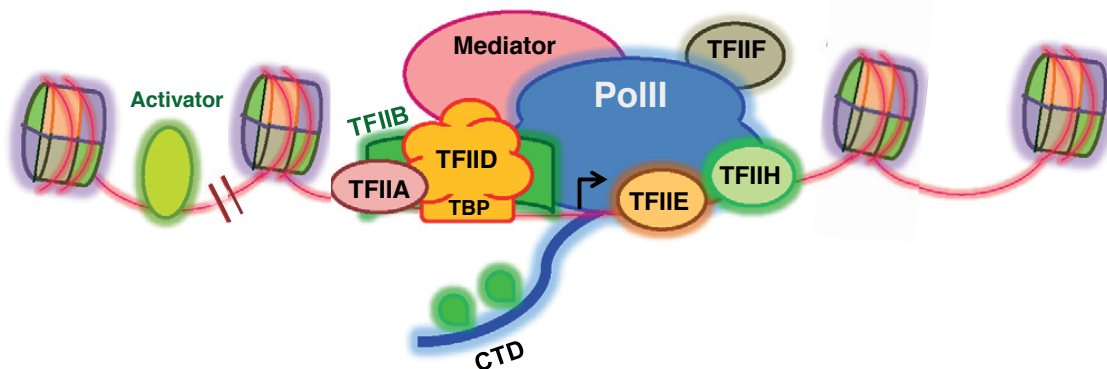 Mediator
TFIIF
PolII
Activator
TFIIB
TFIID
TFIIH
TFIIA
TFIIE
TBP
CTD